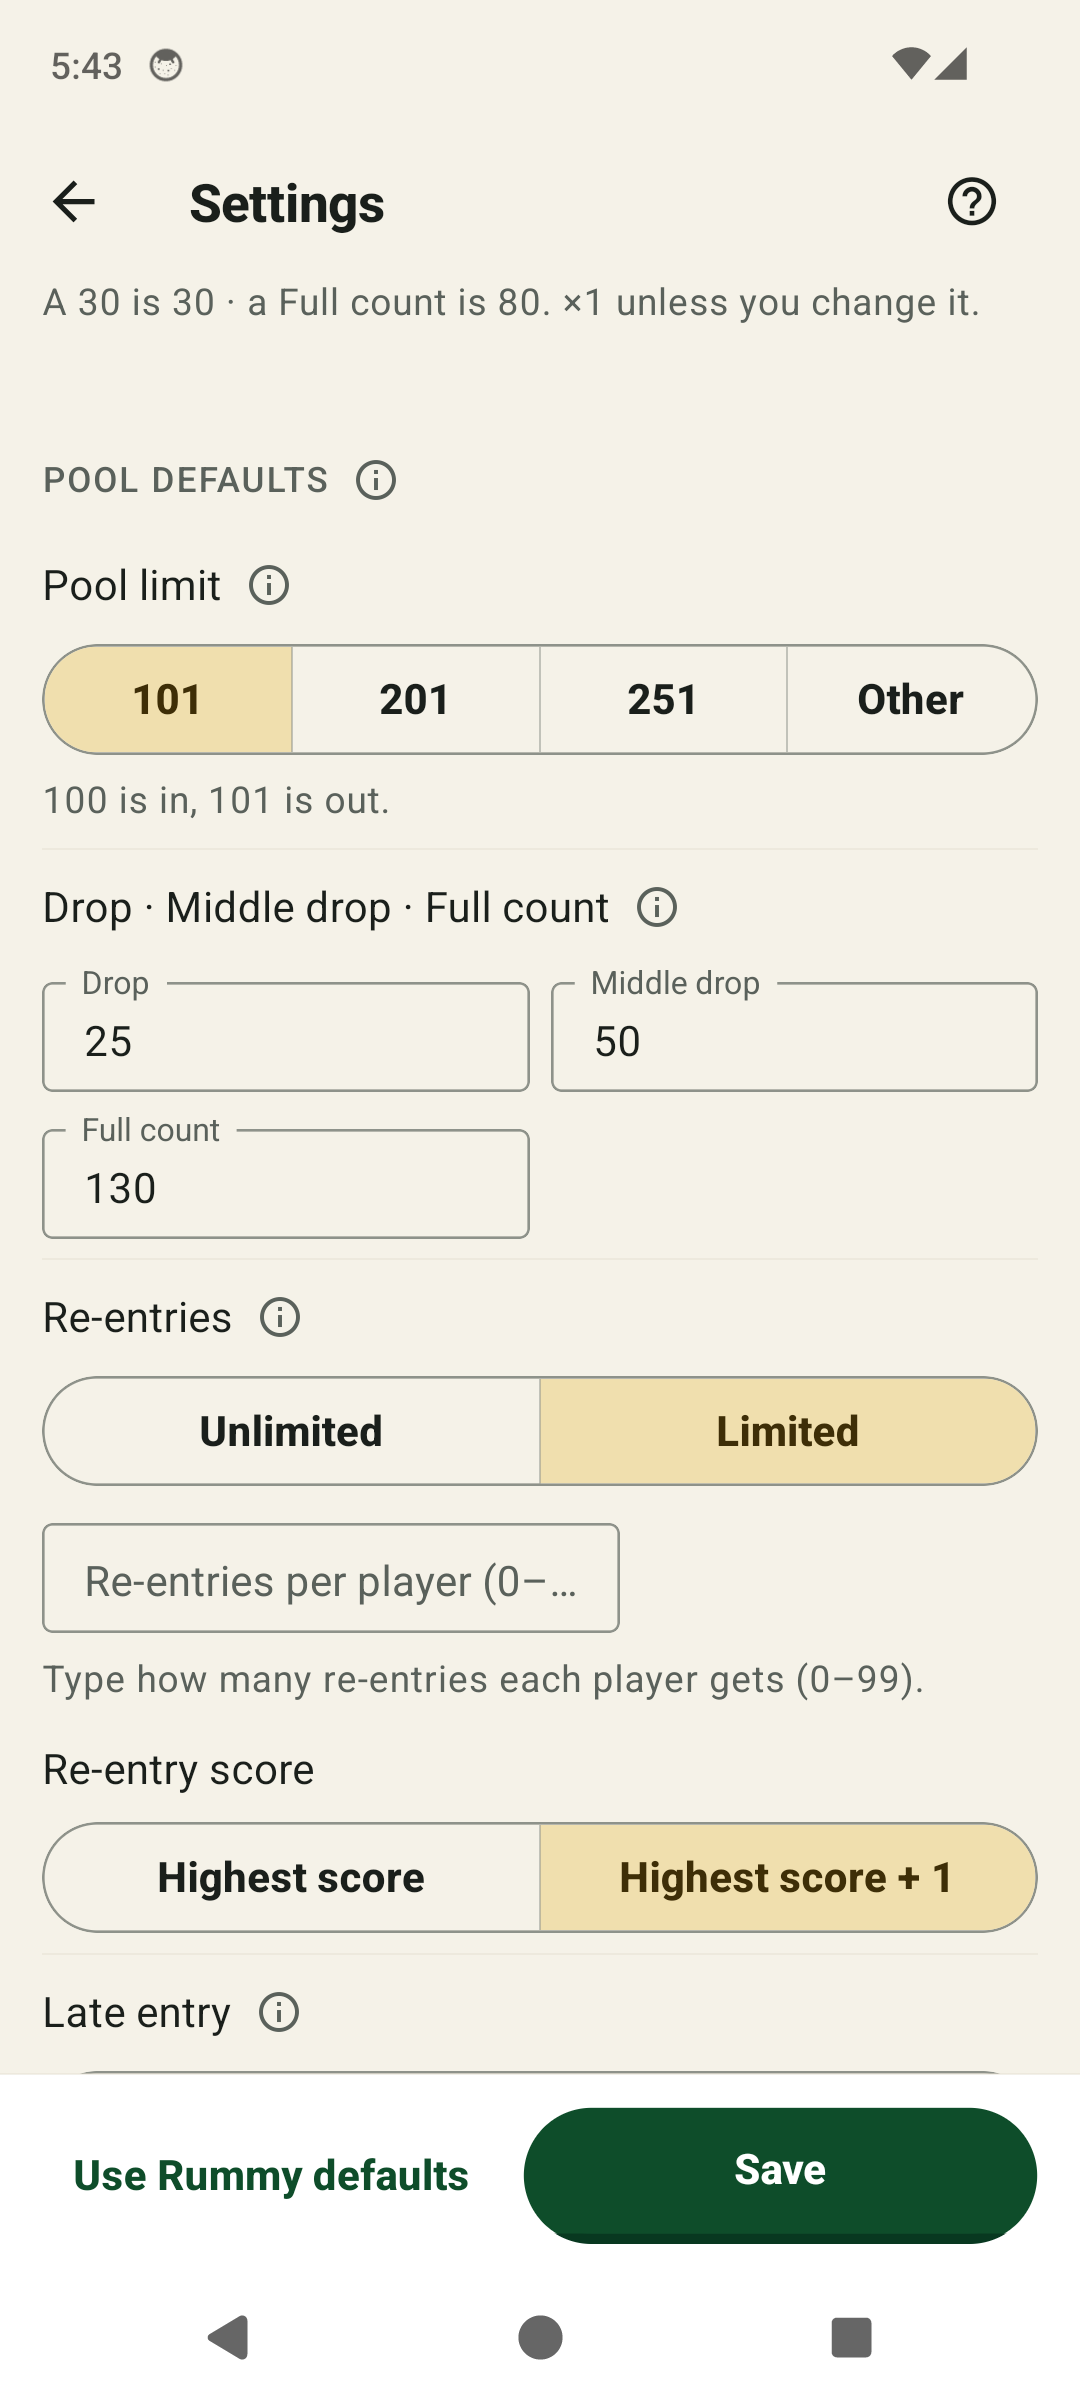 5:43
Settings
A 30 is 30 · a Full count is 80. ×1 unless you change it.
POOL DEFAULTS
Pool limit
101 201 251 Other
100 is in, 101 is out.
Drop · Middle drop · Full count
Drop Middle drop
25 50
Full count
130
Re-entries
Unlimited Limited
Re-entries per player (0–…
Type how many re-entries each player gets (0–99).
Re-entry score
Highest score Highest score + 1
Late entry
Use Rummy defaults Save